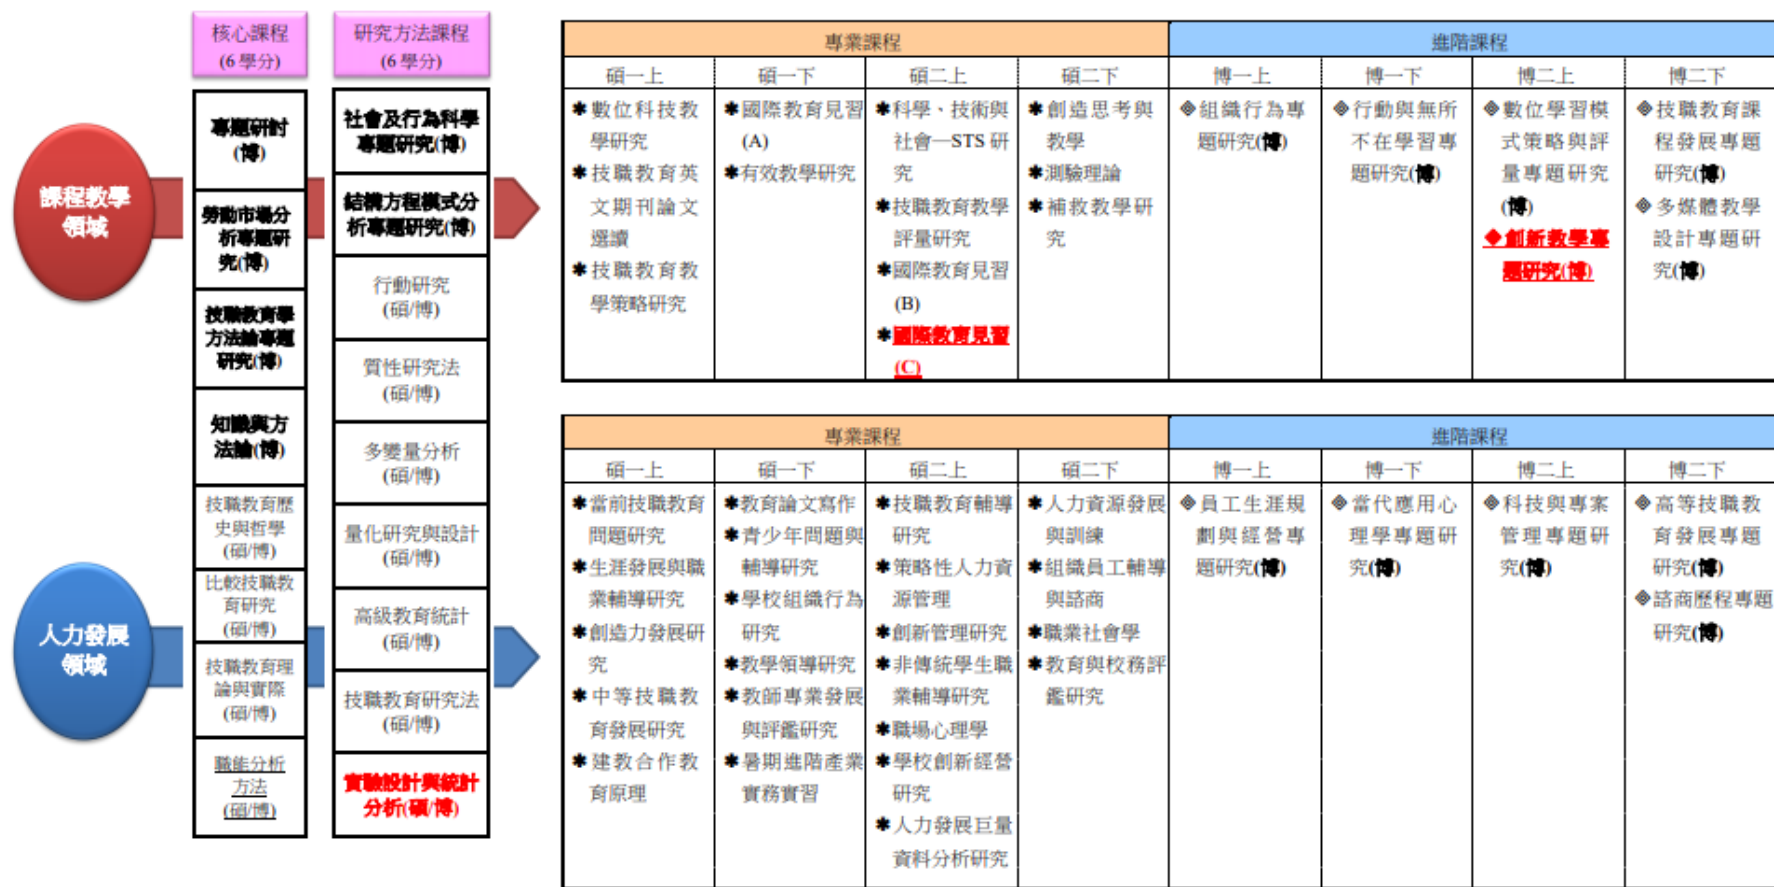 核心課程
(6 學分)
研究方法課程
(6 學分)
課程教學
領域
人力發展
領域
專題研討
(博)
勞動市場分
析專題研
究(博)
技職教育學
方法論專題
研究(博)
知識與方
法論(博)
技職教育歷
史與哲學
(碩/博)
比較技職教
育研究
(碩/博)
技職教育理
論與實際
(碩/博)
職能分析
方法
(碩/博)
社會及行為科學
專題研究(博)
結構方程模式分
析專題研究(博)
行動研究
(碩/博)
質性研究法
(碩/博)
多變量分析
(碩/博)
量化研究與設計
(碩/博)
高級教育統計
(碩/博)
技職教育研究法
(碩/博)
實驗設計與統計
分析(碩/博)
專業課程
進階課程
碩一上
碩一下
碩二上
碩二下
博一上
博一下
博二上
博二下
✱數位科技教
學研究
✱技職教育英
文期刊論文
選讀
✱技職教育教
學策略研究
✱國際教育見習
(A)
✱有效教學研究
✱科學、技術與
社會—STS 研
究
✱技職教育教學
評量研究
✱國際教育見習
(B)
✱國際教育見習
(C)
✱創造思考與
教學
✱測驗理論
✱補救教學研
究
◈組織行為專
題研究(博)
◈行動與無所
不在學習專
題研究(博)
◈數位學習模
式策略與評
量專題研究
(博)
◈創新教學專
題研究(博)
◈技職教育課
程發展專題
研究(博)
◈多媒體教學
設計專題研
究(博)
專業課程
進階課程
碩一上
碩一下
碩二上
碩二下
博一上
博一下
博二上
博二下
✱當前技職教育
問題研究
✱生涯發展與職
業輔導研究
✱創造力發展研
究
✱中等技職教
育發展研究
✱建教合作教
育原理
✱教育論文寫作
✱青少年問題與
輔導研究
✱學校組織行為
研究
✱教學領導研究
✱教師專業發展
與評鑑研究
✱暑期進階產業
實務實習
✱技職教育輔導
研究
✱策略性人力資
源管理
✱創新管理研究
✱非傳統學生職
業輔導研究
✱職場心理學
✱學校創新經營
研究
✱人力發展巨量
資料分析研究
✱人力資源發展
與訓練
✱組織員工輔導
與諮商
✱職業社會學
✱教育與校務評
鑑研究
◈員工生涯規
劃與經營專
題研究(博)
◈當代應用心
理學專題研
究(博)
◈科技與專案
管理專題研
究(博)
◈高等技職教
育發展專題
研究(博)
◈諮商歷程專題
研究(博)